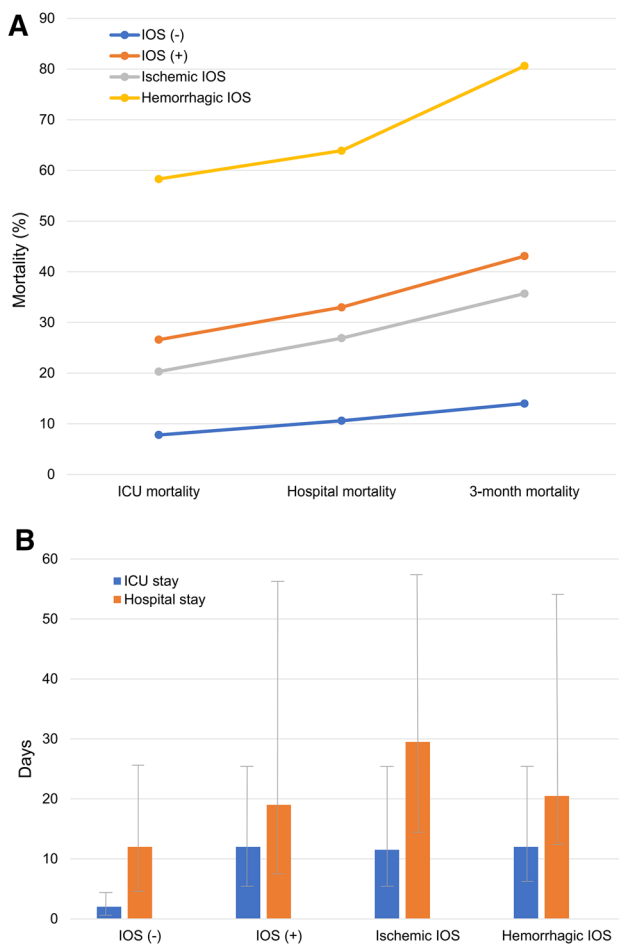 A
90
80
70
60
50
40
30
20
10
0
Mortality (%)
IOS (-)
IOS (+)
Ischemic IOS
Hemorrhagic IOS
ICU mortality
Hospital mortality
3-month mortality
B
60
50
40
30
20
10
0
Days
ICU stay
Hospital stay
IOS (-)
IOS (+)
Ischemic IOS
Hemorrhagic IOS